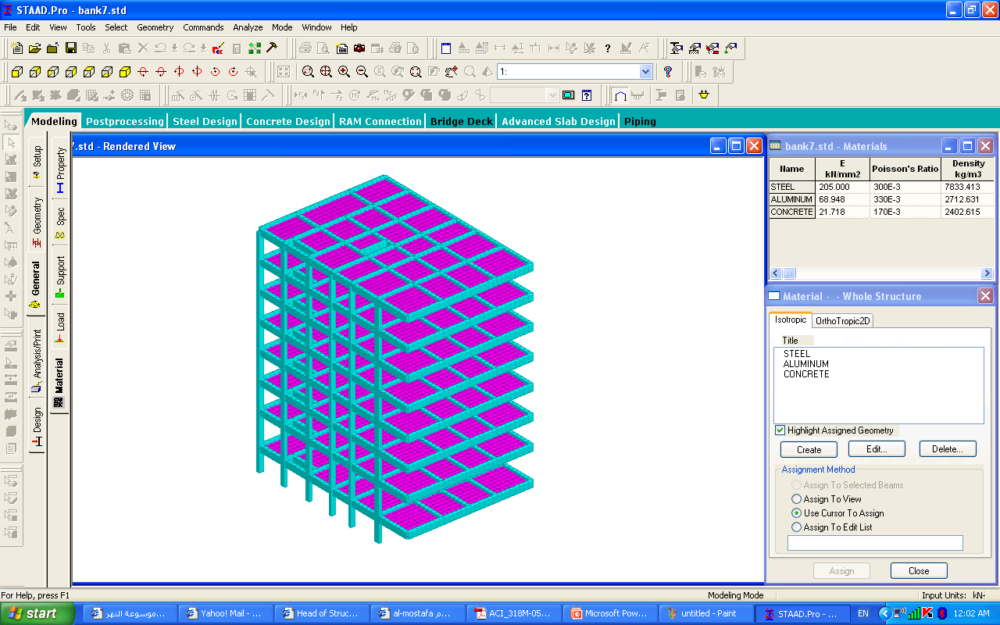 STAAD.Pro - bank7.std
File Edit View Tools Select Geometry Commands Analyze Mode Window Help
1:
Modeling Postprocessing Steel Design Concrete Design RAM Connection Bridge Deck Advanced Slab Design Piping
Setup
Geometry
General
Analysis/Print
Design
Property
Spec
Support
Load
Material
7.std - Rendered View
bank7.std - Materials
Name E kN/mm2 Poisson's Ratio Density kg/m3
STEEL 205.000 300E-3 7833.413
ALUMINUM 68.948 330E-3 2712.631
CONCRETE 21.718 170E-3 2402.615
Material - - Whole Structure
Isotropic OrthoTropic2D
Title
STEEL
ALUMINUM
CONCRETE
Highlight Assigned Geometry
Create Edit... Delete...
Assignment Method
Assign To Selected Beams
Assign To View
Use Cursor To Assign
Assign To Edit List
Assign Close
For Help, press F1 Modeling Mode Input Units: kN-
start موسوعة النهر... Yahoo! Mail - ... Head of Struc... al-mostafa م... ACI_318M-05... Microsoft Pow... untitled - Paint STAAD.Pro - ... EN 12:02 AM